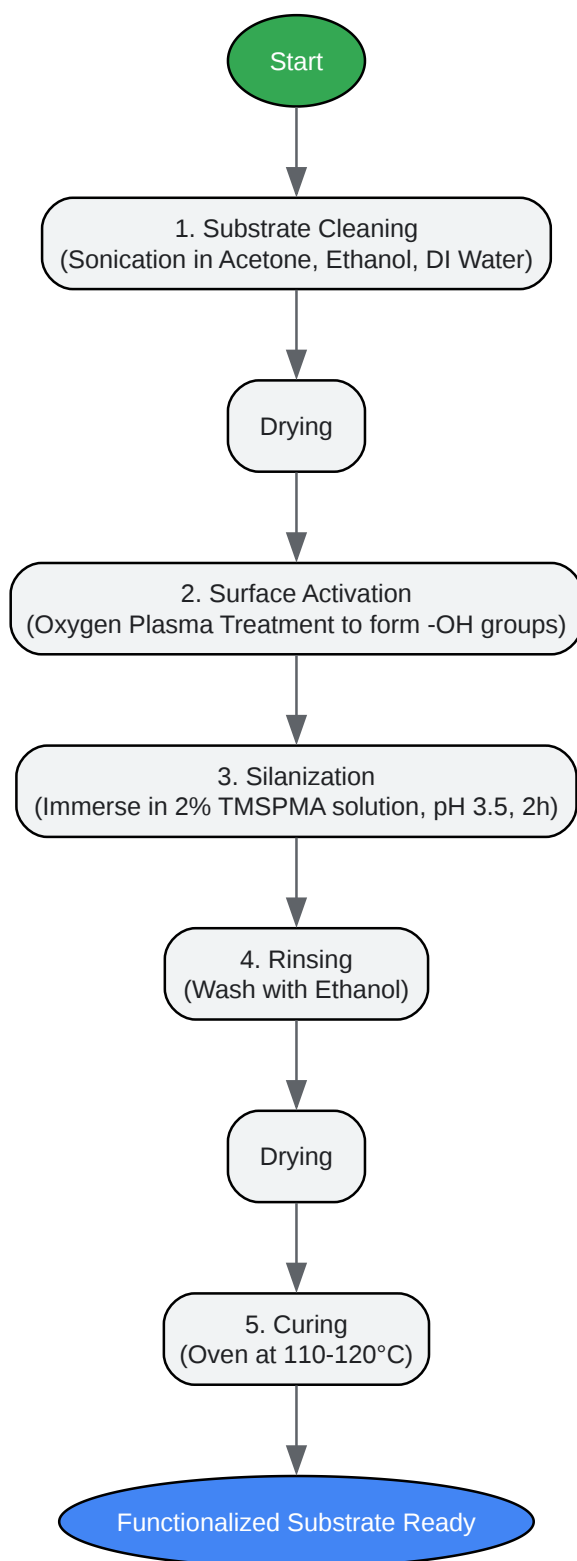 Start
1. Substrate Cleaning
(Sonication in Acetone, Ethanol, DI Water)
Drying
2. Surface Activation
(Oxygen Plasma Treatment to form -OH groups)
3. Silanization
(Immerse in 2% TMSPMA solution, pH 3.5, 2h)
4. Rinsing
(Wash with Ethanol)
Drying
5. Curing
(Oven at 110-120°C)
Functionalized Substrate Ready